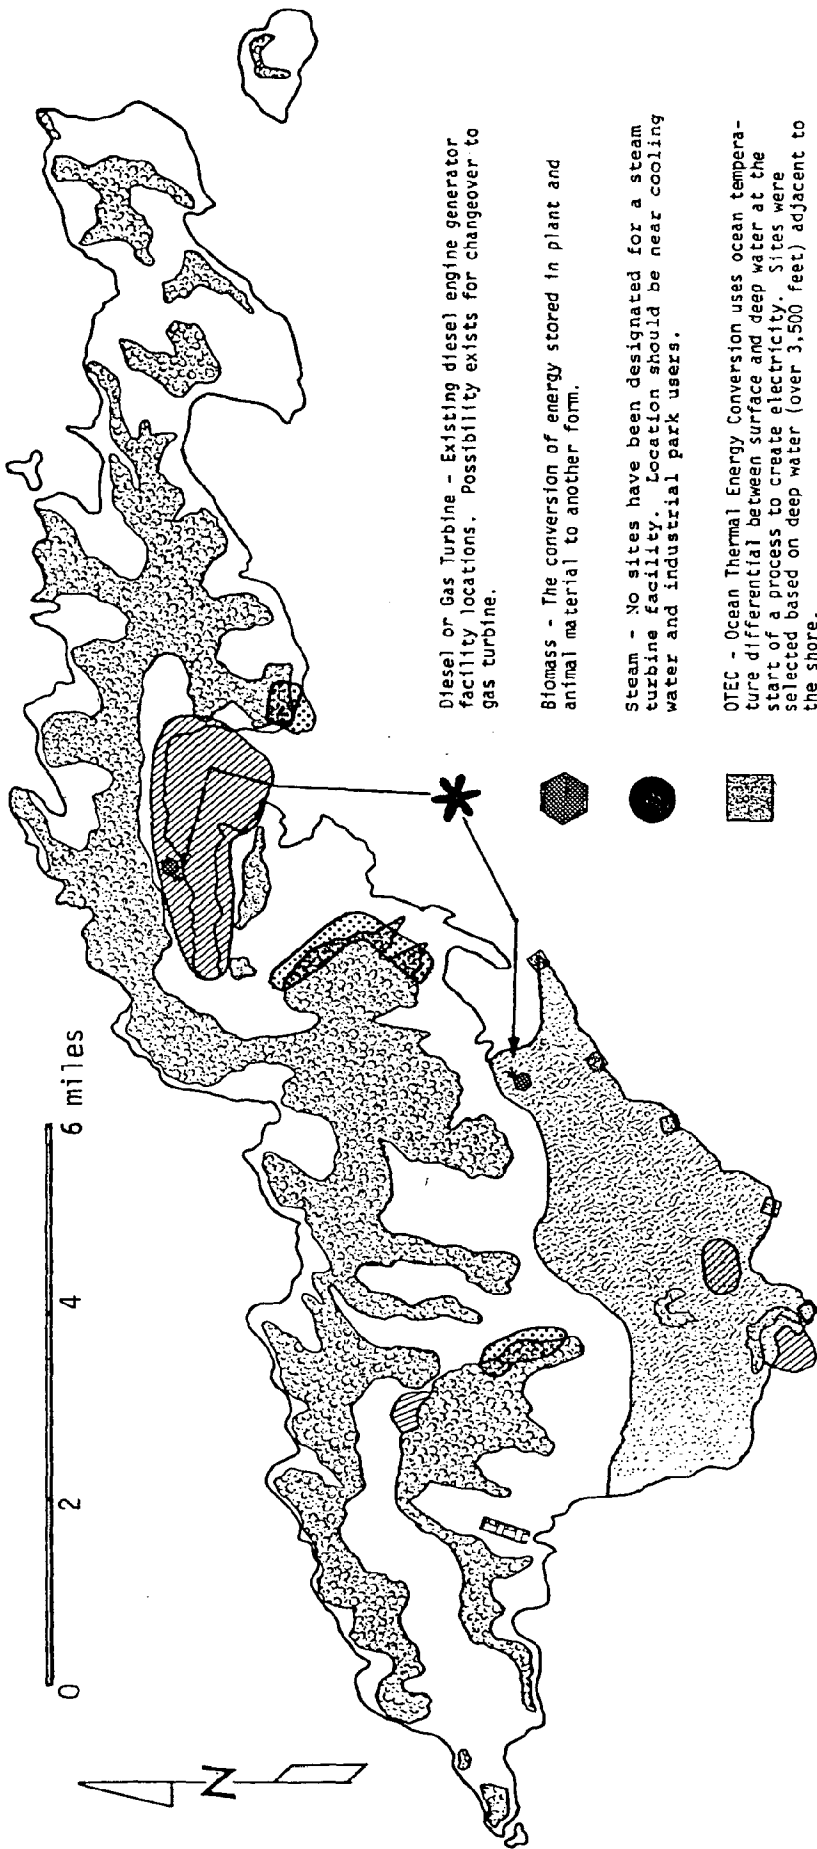 0 2 4 6 miles
N
Diesel or Gas Turbine - Existing diesel engine generator
facility locations. Possibility exists for changeover to
gas turbine.
Biomass - The conversion of energy stored in plant and
animal material to another form.
Steam - No sites have been designated for a steam
turbine facility. Location should be near cooling
water and industrial park users.
OTEC - Ocean Thermal Energy Conversion uses ocean tempera-
ture differential between surface and deep water at the
start of a process to create electricity. Sites were
selected based on deep water (over 3,500 feet) adjacent to
the shore.